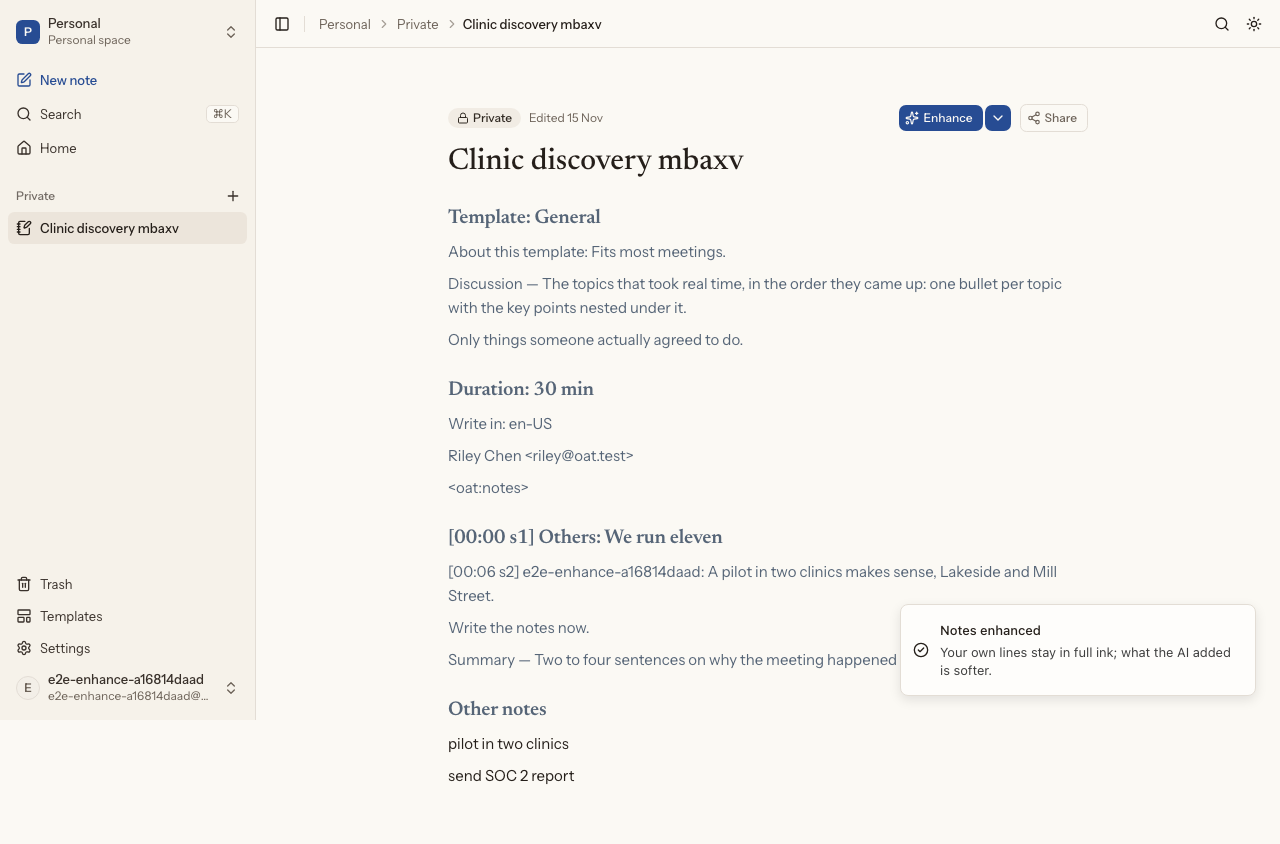 P
Personal
Personal space
New note
Search
⌘K
Home
Private
Clinic discovery mbaxv
Trash
Templates
Settings
E
e2e-enhance-a16814daad
e2e-enhance-a16814daad@...
Personal
Private
Clinic discovery mbaxv
Private
Edited 15 Nov
Enhance
Share
Clinic discovery mbaxv
Template: General
About this template: Fits most meetings.
Discussion — The topics that took real time, in the order they came up: one bullet per topic
with the key points nested under it.
Only things someone actually agreed to do.
Duration: 30 min
Write in: en-US
Riley Chen <riley@oat.test>
<oat:notes>
[00:00 s1] Others: We run eleven
[00:06 s2] e2e-enhance-a16814daad: A pilot in two clinics makes sense, Lakeside and Mill
Street.
Write the notes now.
Summary — Two to four sentences on why the meeting happened
Notes enhanced
Your own lines stay in full ink; what the AI added
is softer.
Other notes
pilot in two clinics
send SOC 2 report